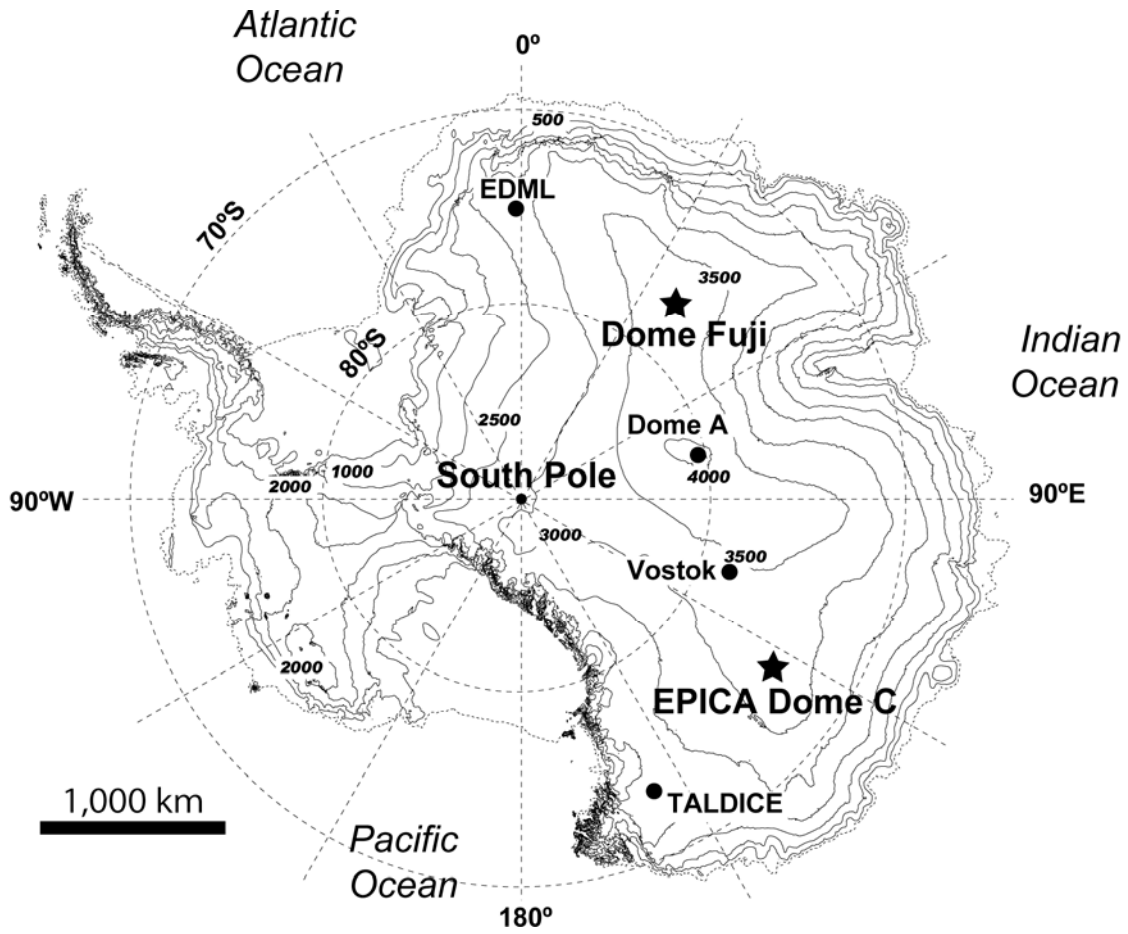 Atlantic
Ocean
0º
500
EDML
70ºS
3500
Dome Fuji
80ºS
Indian
Ocean
2500
Dome A
1000
South Pole
4000
90ºW
2000
90ºE
3000
Vostok
3500
2000
EPICA Dome C
1,000 km
TALDICE
Pacific
Ocean
180º